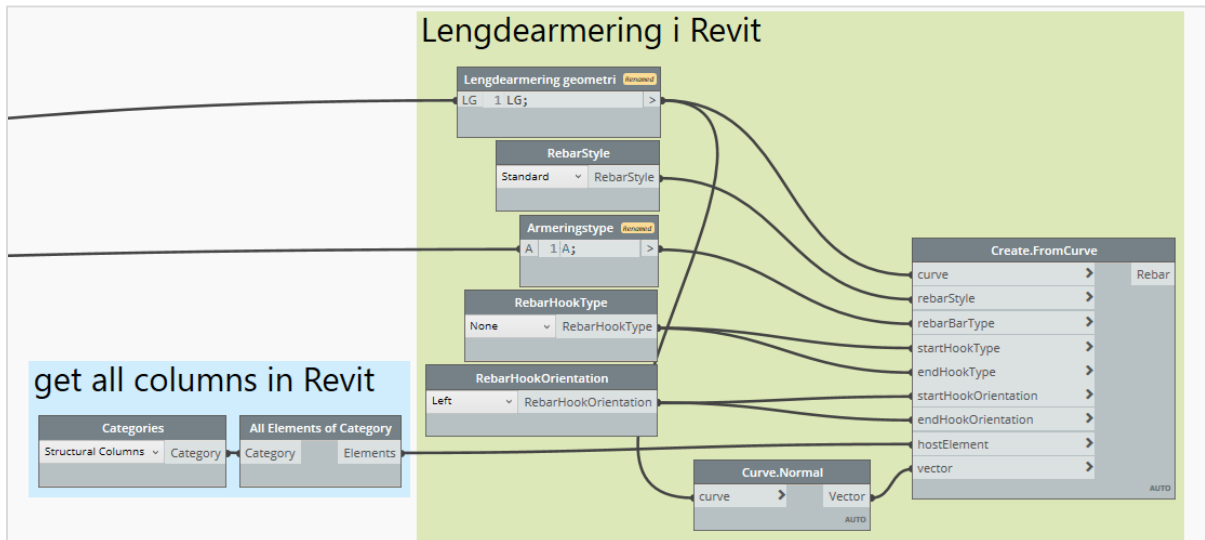 Lengdearmering i Revit
Lengdearmering geometri Renamed
LG 1 LG; >
RebarStyle
Standard RebarStyle
Armeringstype Renamed
A 1 A; >
RebarHookType
None RebarHookType
RebarHookOrientation
Left RebarHookOrientation
get all columns in Revit
Categories
Structural Columns Category
All Elements of Category
Category Elements
Curve.Normal
curve > Vector
AUTO
Create.FromCurve
curve > Rebar
rebarStyle >
rebarBarType >
startHookType >
endHookType >
startHookOrientation >
endHookOrientation >
hostElement >
vector >
AUTO